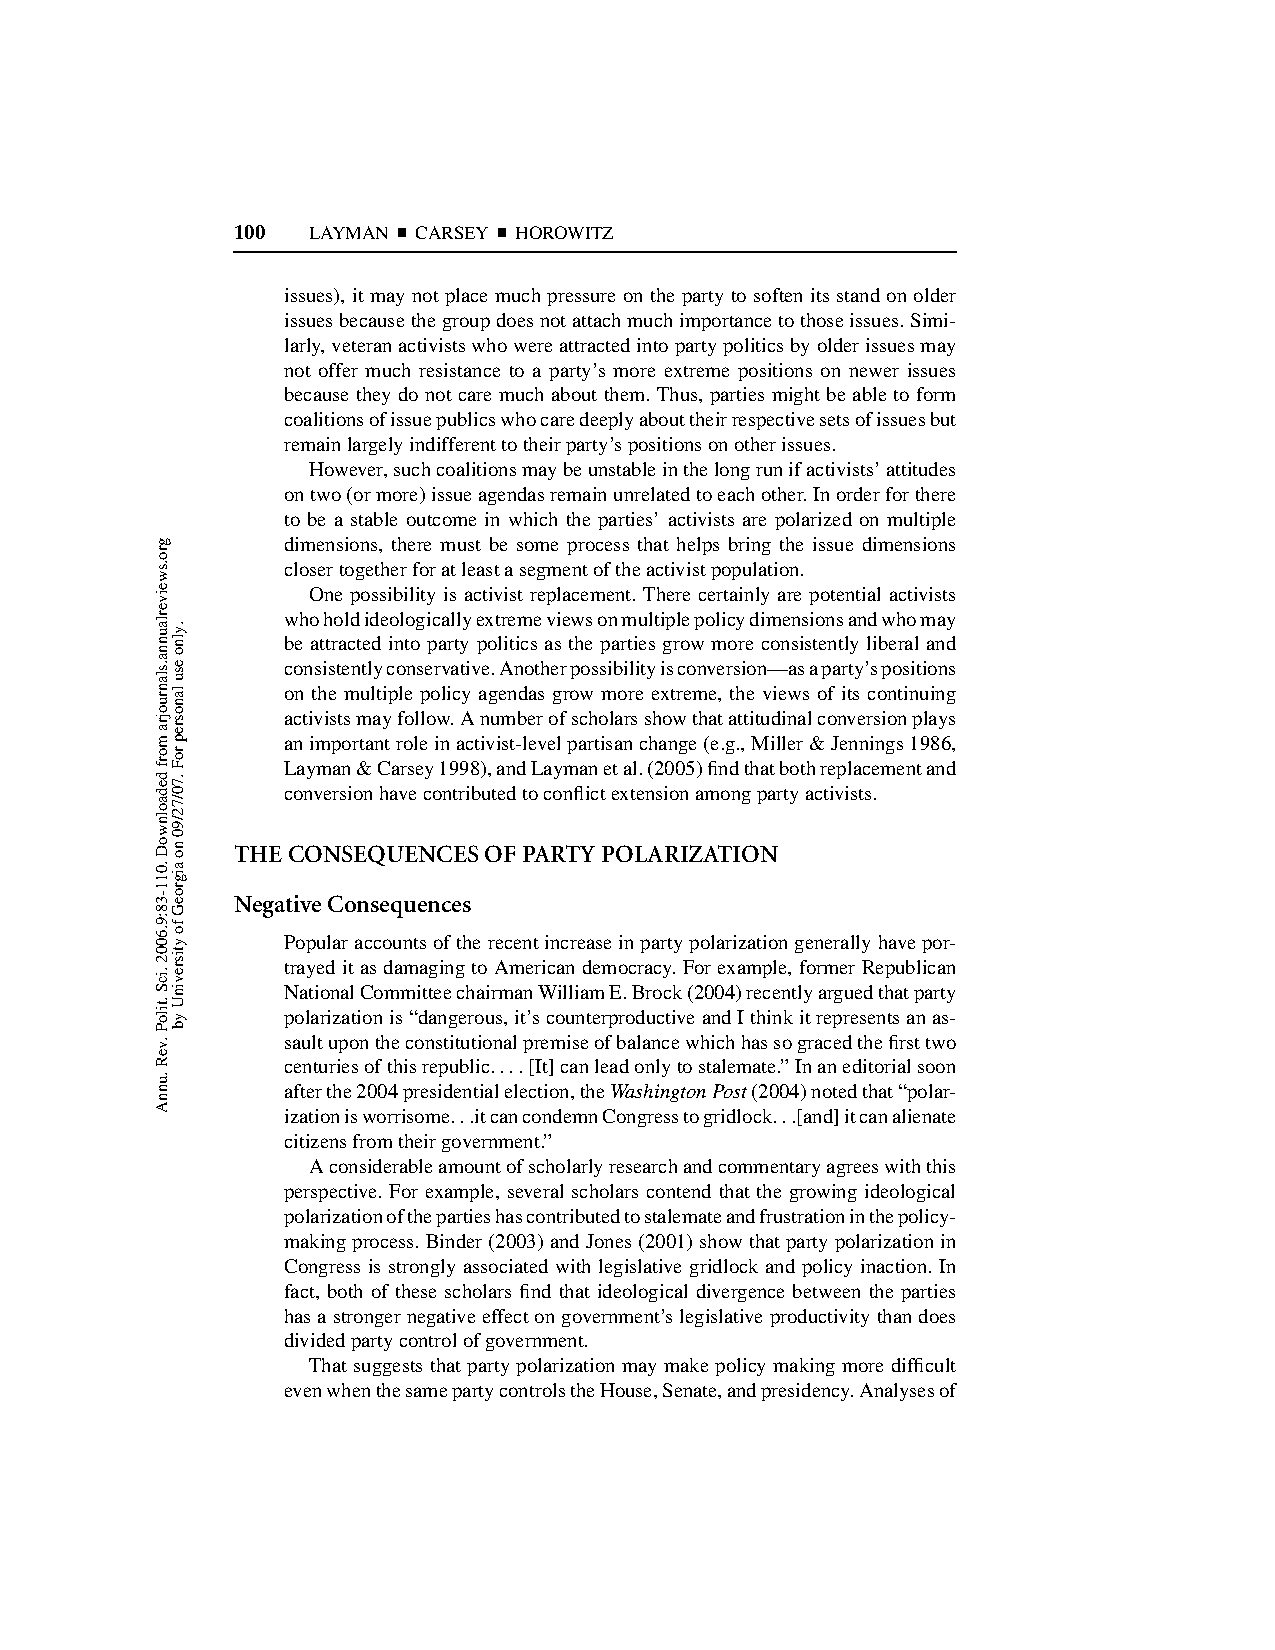 100 LAYMAN ■ CARSEY ■ HOROWITZ
issues), it may not place much pressure on the party to soften its stand on older
issues because the group does not attach much importance to those issues. Simi-
larly, veteran activists who were attracted into party politics by older issues may
not offer much resistance to a party’s more extreme positions on newer issues
because they do not care much about them. Thus, parties might be able to form
coalitions of issue publics who care deeply about their respective sets of issues but
remain largely indifferent to their party’s positions on other issues.
However, such coalitions may be unstable in the long run if activists’ attitudes
on two (or more) issue agendas remain unrelated to each other. In order for there
to be a stable outcome in which the parties’ activists are polarized on multiple
dimensions, there must be some process that helps bring the issue dimensions
closer together for at least a segment of the activist population.
One possibility is activist replacement. There certainly are potential activists
who hold ideologically extreme views on multiple policy dimensions and who may
be attracted into party politics as the parties grow more consistently liberal and
consistently conservative. Another possibility is conversion—as a party’s positions
on the multiple policy agendas grow more extreme, the views of its continuing
activists may follow. A number of scholars show that attitudinal conversion plays
an important role in activist-level partisan change (e.g., Miller & Jennings 1986,
Layman & Carsey 1998), and Layman et al. (2005) find that both replacement and
conversion have contributed to conflict extension among party activists.
THE CONSEQUENCES OF PARTY POLARIZATION
Negative Consequences
Popular accounts of the recent increase in party polarization generally have por-
trayed it as damaging to American democracy. For example, former Republican
National Committee chairman William E. Brock (2004) recently argued that party
polarization is “dangerous, it’s counterproductive and I think it represents an as-
sault upon the constitutional premise of balance which has so graced the first two
centuries of this republic. . . . [It] can lead only to stalemate.” In an editorial soon
after the 2004 presidential election, the Washington Post (2004) noted that “polar-
ization is worrisome. . .it can condemn Congress to gridlock. . .[and] it can alienate
citizens from their government.”
A considerable amount of scholarly research and commentary agrees with this
perspective. For example, several scholars contend that the growing ideological
polarization of the parties has contributed to stalemate and frustration in the policy-
making process. Binder (2003) and Jones (2001) show that party polarization in
Congress is strongly associated with legislative gridlock and policy inaction. In
fact, both of these scholars find that ideological divergence between the parties
has a stronger negative effect on government’s legislative productivity than does
divided party control of government.
That suggests that party polarization may make policy making more difficult
even when the same party controls the House, Senate, and presidency. Analyses of
Annu. Rev. Polit. Sci. 2006.9:83-110. Downloaded from arjournals.annualreviews.org
by University of Georgia on 09/27/07. For personal use only.